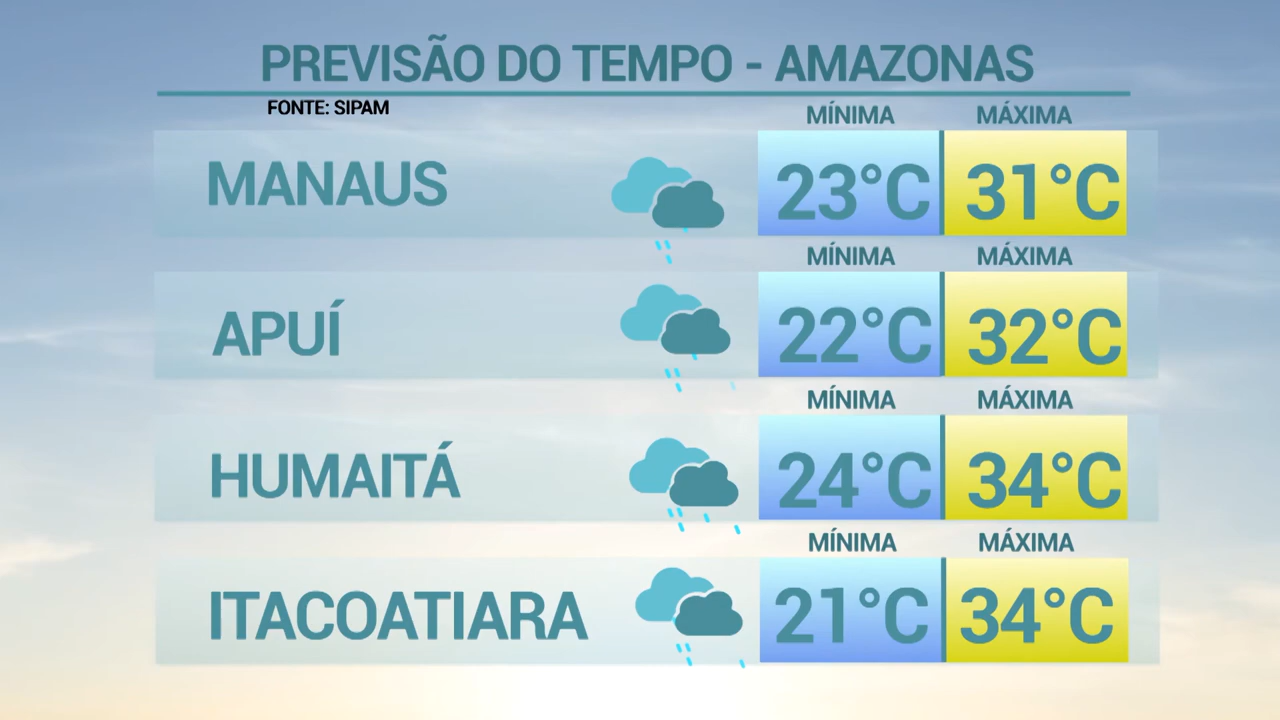 PREVISÃO DO TEMPO - AMAZONAS
FONTE: SIPAM
MÍNIMA MÁXIMA
MANAUS 23°C 31°C
MÍNIMA MÁXIMA
APUÍ 22°C 32°C
MÍNIMA MÁXIMA
HUMAITÁ 24°C 34°C
MÍNIMA MÁXIMA
ITACOATIARA 21°C 34°C